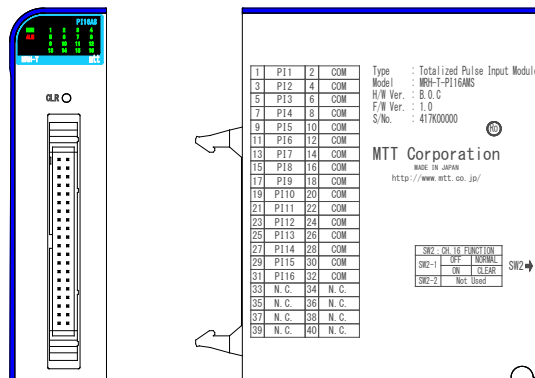 PI16AS
RUN 1 2 3 4
ALM 5 6 7 8
9 10 11 12
13 14 15 16
MRH-T mtt
CLR
1 PI1 2 COM
3 PI2 4 COM
5 PI3 6 COM
7 PI4 8 COM
9 PI5 10 COM
11 PI6 12 COM
13 PI7 14 COM
15 PI8 16 COM
17 PI9 18 COM
19 PI10 20 COM
21 PI11 22 COM
23 PI12 24 COM
25 PI13 26 COM
27 PI14 28 COM
29 PI15 30 COM
31 PI16 32 COM
33 N.C. 34 N.C.
35 N.C. 36 N.C.
37 N.C. 38 N.C.
39 N.C. 40 N.C.
Type : Totalized Pulse Input Module
Model : MRH-T-PI16AMS
H/W Ver. : B.0.C
F/W Ver. : 1.0
S/No. : 417K00000
MTT Corporation
MADE IN JAPAN
http://www.mtt.co.jp/
SW2 : CH.16 FUNCTION
SW2-1 OFF NORMAL
ON CLEAR
SW2-2 Not Used
SW2